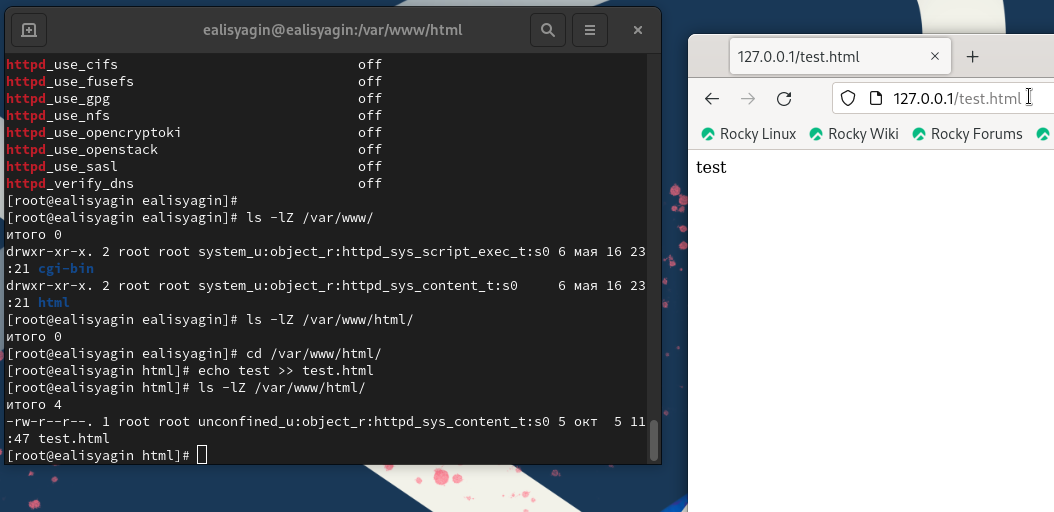 ealisyagin@ealisyagin:/var/www/html
httpd_use_cifs off
httpd_use_fusefs off
httpd_use_gpg off
httpd_use_nfs off
httpd_use_opencryptoki off
httpd_use_openstack off
httpd_use_sasl off
httpd_verify_dns off
[root@ealisyagin ealisyagin]#
[root@ealisyagin ealisyagin]# ls -lZ /var/www/
итого 0
drwxr-xr-x. 2 root root system_u:object_r:httpd_sys_script_exec_t:s0 6 мая 16 23
:21 cgi-bin
drwxr-xr-x. 2 root root system_u:object_r:httpd_sys_content_t:s0 6 мая 16 23
:21 html
[root@ealisyagin ealisyagin]# ls -lZ /var/www/html/
итого 0
[root@ealisyagin ealisyagin]# cd /var/www/html/
[root@ealisyagin html]# echo test >> test.html
[root@ealisyagin html]# ls -lZ /var/www/html/
итого 4
-rw-r--r--. 1 root root unconfined_u:object_r:httpd_sys_content_t:s0 5 окт 5 11
:47 test.html
[root@ealisyagin html]#
127.0.0.1/test.html
127.0.0.1/test.html
Rocky Linux Rocky Wiki Rocky Forums
test